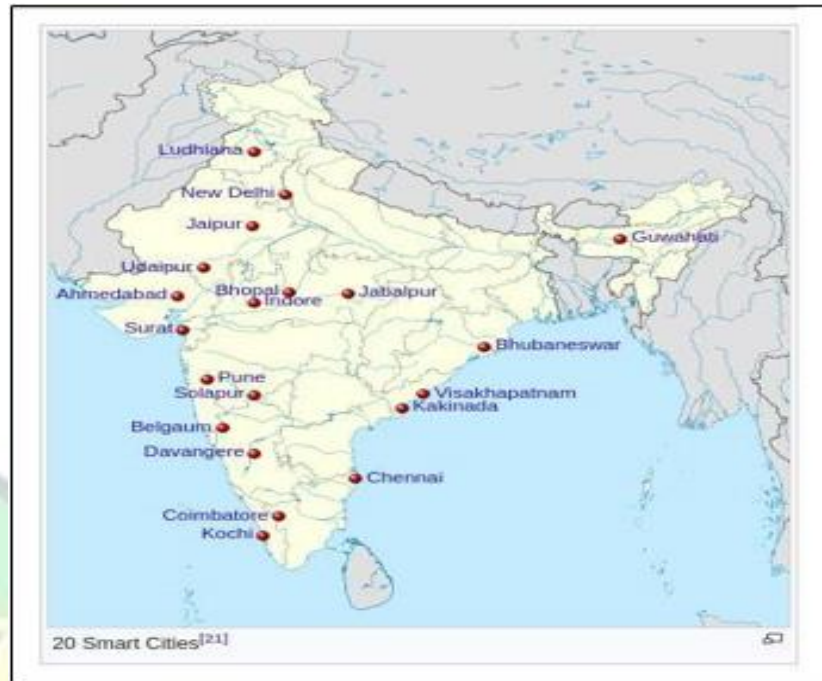 Ludhiana
New Delhi
Jaipur
Guwahati
Udaipur
Ahmedabad
Bhopal
Indore
Jabalpur
Surat
Bhubaneswar
Pune
Solapur
Visakhapatnam
Kakinada
Belgaum
Davangere
Chennai
Coimbatore
Kochi
20 Smart Cities[21]